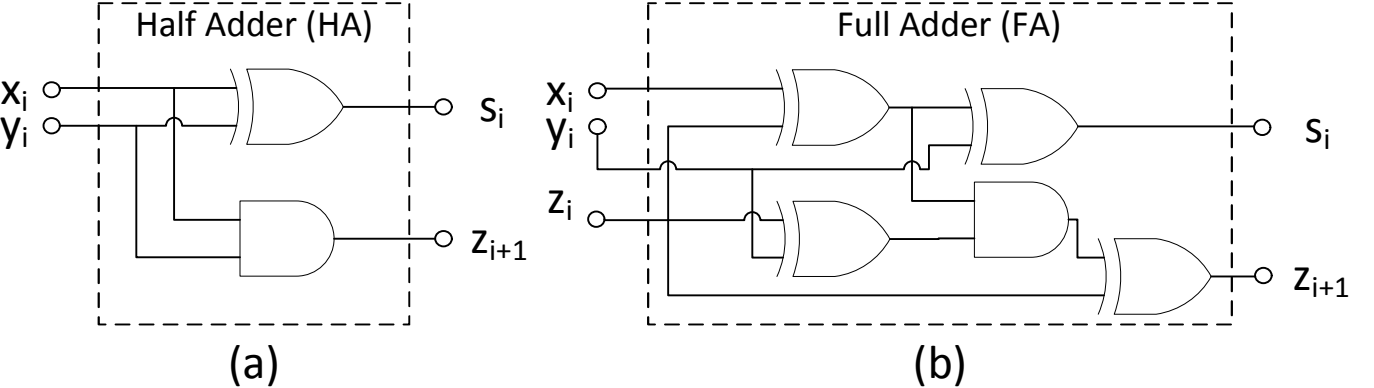 Half Adder (HA)
xᵢ
yᵢ
sᵢ
zᵢ₊₁
(a)
Full Adder (FA)
xᵢ
yᵢ
zᵢ
sᵢ
zᵢ₊₁
(b)